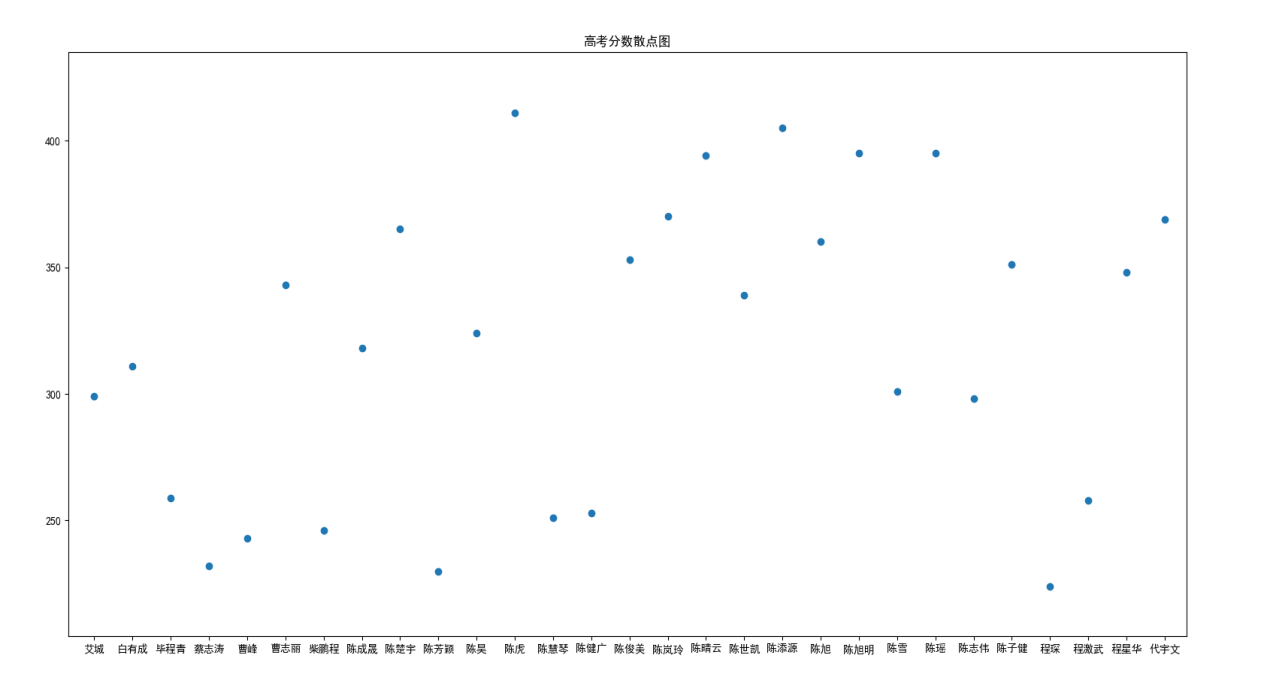 高考分数散点图
400
350
300
250
艾城 白有成 毕程青 蔡志涛 曹峰 曹志丽 柴鹏程 陈成晟 陈楚宇 陈芳颖 陈昊 陈虎 陈慧琴 陈健广 陈俊美 陈岚玲 陈晴云 陈世凯 陈添源 陈旭 陈旭明 陈雪 陈瑶 陈志伟 陈子健 程琛 程激武 程星华 代宇文